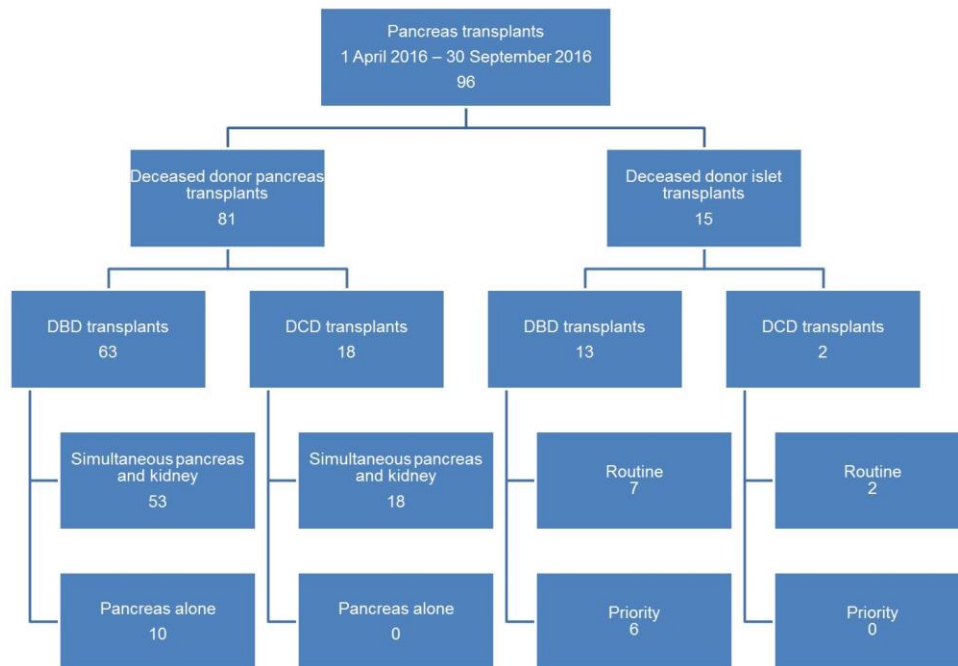 Pancreas transplants
1 April 2016 – 30 September 2016
96
Deceased donor pancreas
transplants
81
Deceased donor islet
transplants
15
DBD transplants
63
DCD transplants
18
DBD transplants
13
DCD transplants
2
Simultaneous pancreas
and kidney
53
Simultaneous pancreas
and kidney
18
Routine
7
Routine
2
Pancreas alone
10
Pancreas alone
0
Priority
6
Priority
0